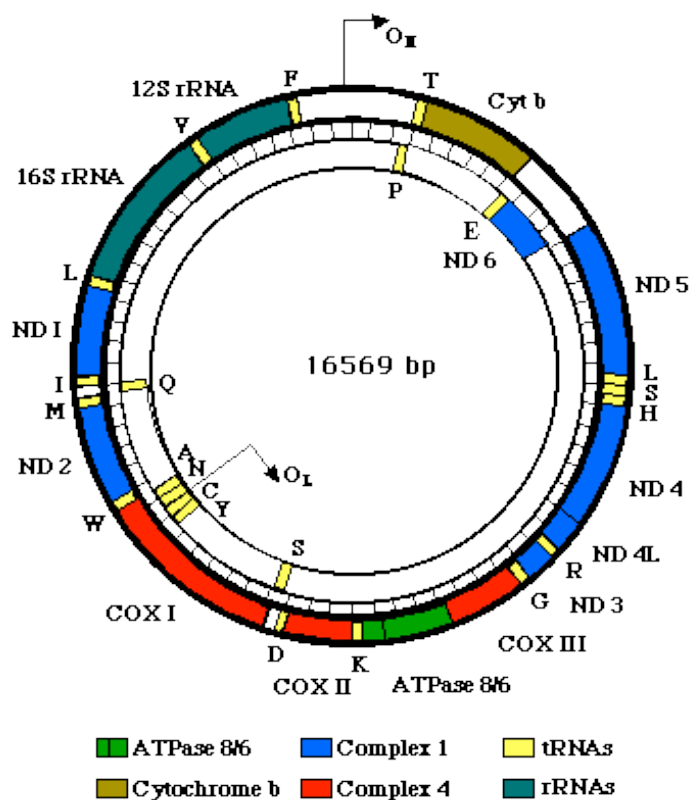 O H
F
T
12S rRNA
Cyt b
V
16S rRNA
P
E
ND 6
L
ND 5
ND I
16569 bp
I
Q
L
S
M
H
A
N
ND 2
C
O L
Y
ND 4
W
S
ND 4L
R
COX I
G
ND 3
D
K
COX III
COX II
ATPase 8/6
ATPase 8/6
Complex 1
tRNAs
Cytochrome b
Complex 4
rRNAs